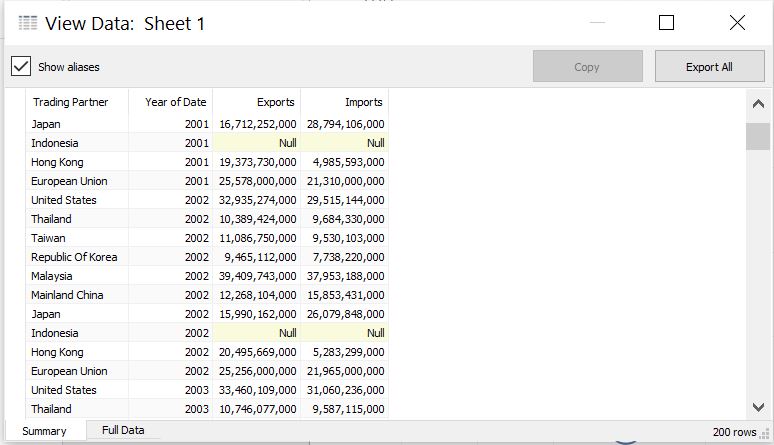 View Data: Sheet 1
Show aliases Copy Export All
Trading Partner Year of Date Exports Imports
Japan 2001 16,712,252,000 28,794,106,000
Indonesia 2001 Null Null
Hong Kong 2001 19,373,730,000 4,985,593,000
European Union 2001 25,578,000,000 21,310,000,000
United States 2002 32,935,274,000 29,515,144,000
Thailand 2002 10,389,424,000 9,684,330,000
Taiwan 2002 11,086,750,000 9,530,103,000
Republic Of Korea 2002 9,465,112,000 7,738,220,000
Malaysia 2002 39,409,743,000 37,953,188,000
Mainland China 2002 12,268,104,000 15,853,431,000
Japan 2002 15,990,162,000 26,079,848,000
Indonesia 2002 Null Null
Hong Kong 2002 20,495,669,000 5,283,299,000
European Union 2002 25,256,000,000 21,965,000,000
United States 2003 33,460,109,000 31,060,236,000
Thailand 2003 10,746,077,000 9,587,115,000
Summary Full Data 200 rows